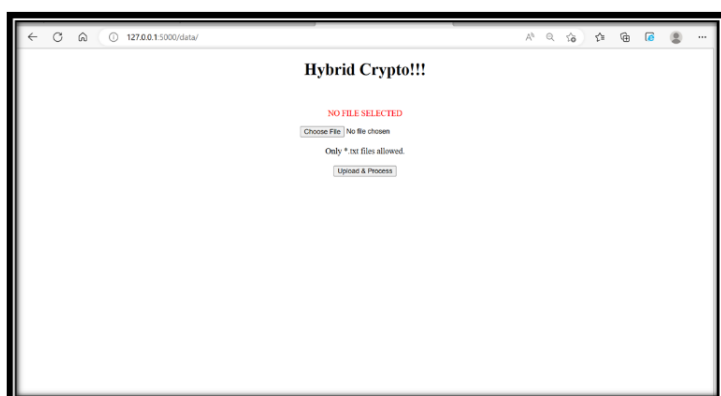 127.0.0.1:5000/data/
Hybrid Crypto!!!
NO FILE SELECTED
Choose File No file chosen
Only *.txt files allowed.
Upload & Process